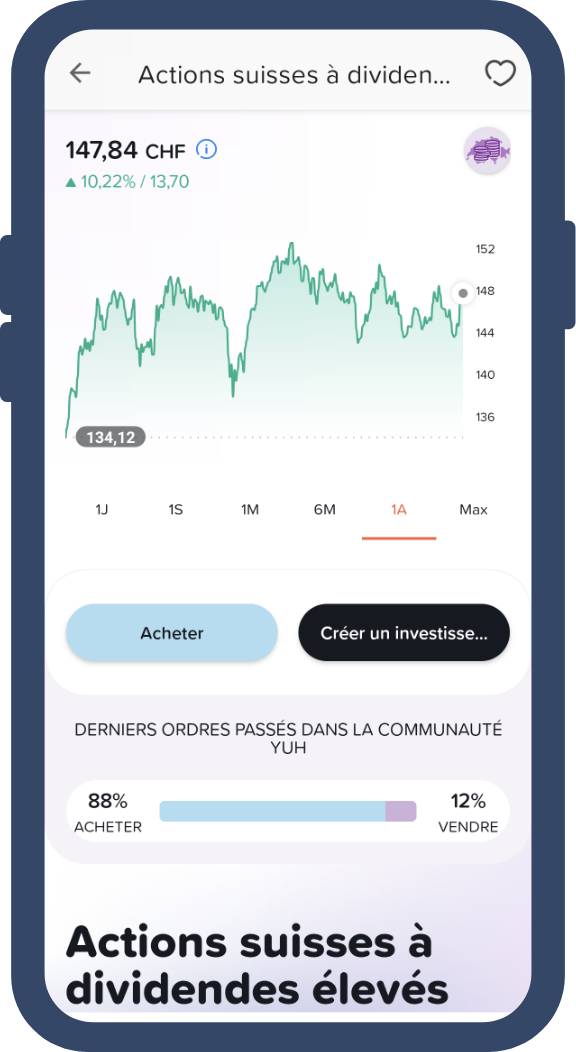 Actions suisses à dividen...
147,84 CHF
10,22% / 13,70
152
148
144
140
136
134,12
1J 1S 1M 6M 1A Max
Acheter Créer un investisse...
DERNIERS ORDRES PASSÉS DANS LA COMMUNAUTÉ
YUH
88% 12%
ACHETER VENDRE
Actions suisses à
dividendes élevés